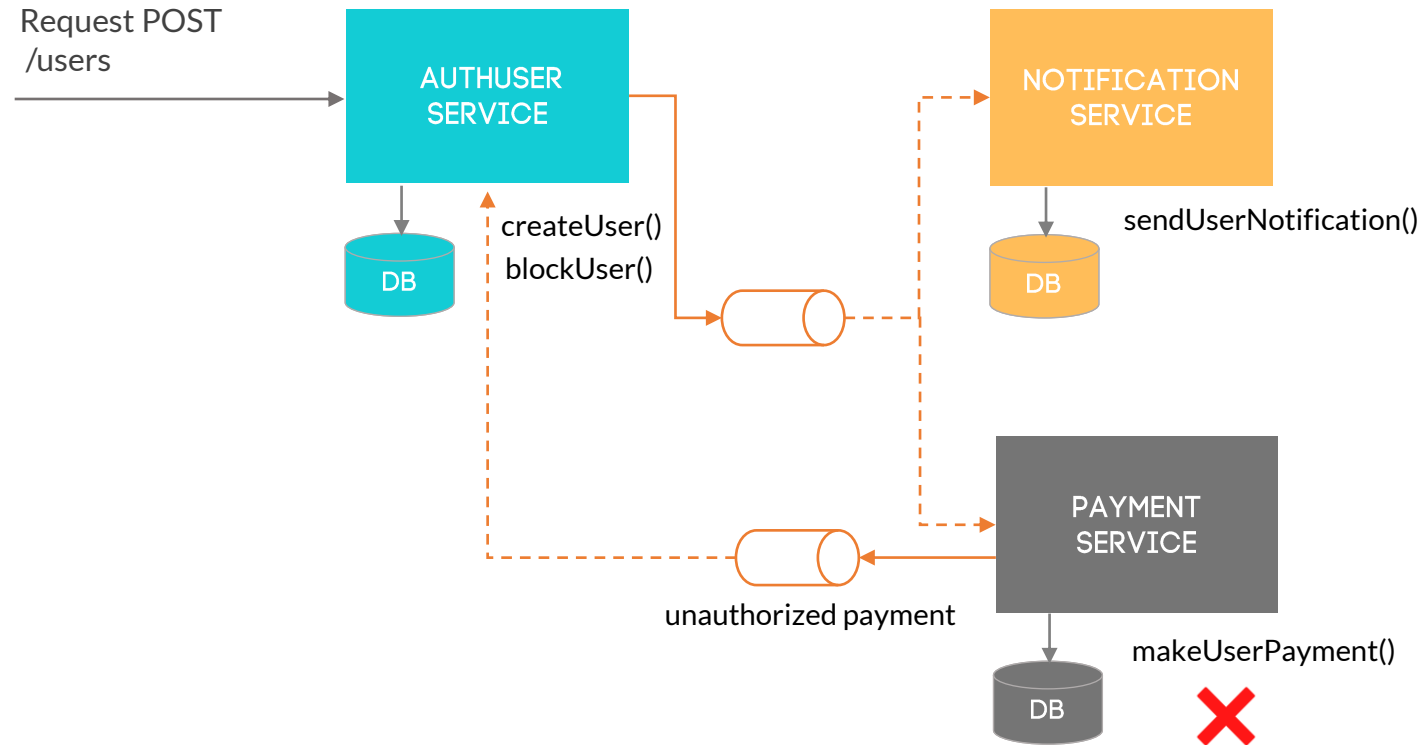 Request POST
/users
AUTHUSER
SERVICE
NOTIFICATION
SERVICE
createUser()
blockUser()
sendUserNotification()
DB
DB
PAYMENT
SERVICE
unauthorized payment
makeUserPayment()
DB